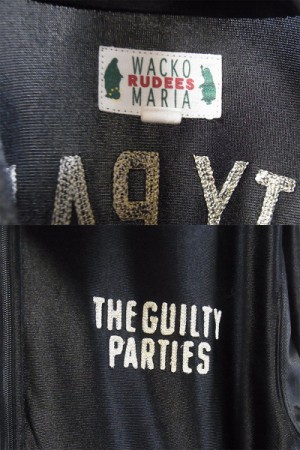 WACKO
RUDEES
MARIA
THE GUILTY
PARTIES